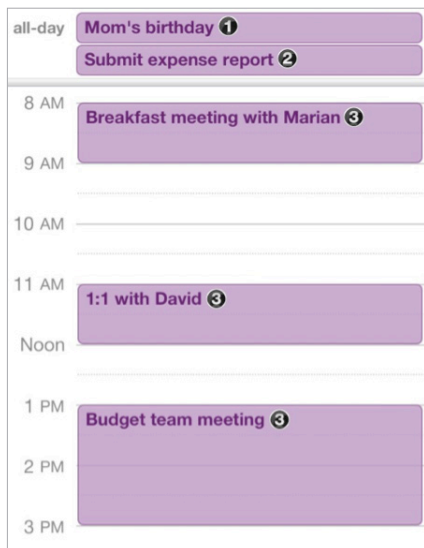 all-day Mom's birthday ❶
Submit expense report ❷
8 AM
Breakfast meeting with Marian ❸
9 AM
10 AM
11 AM
1:1 with David ❸
Noon
1 PM
Budget team meeting ❸
2 PM
3 PM